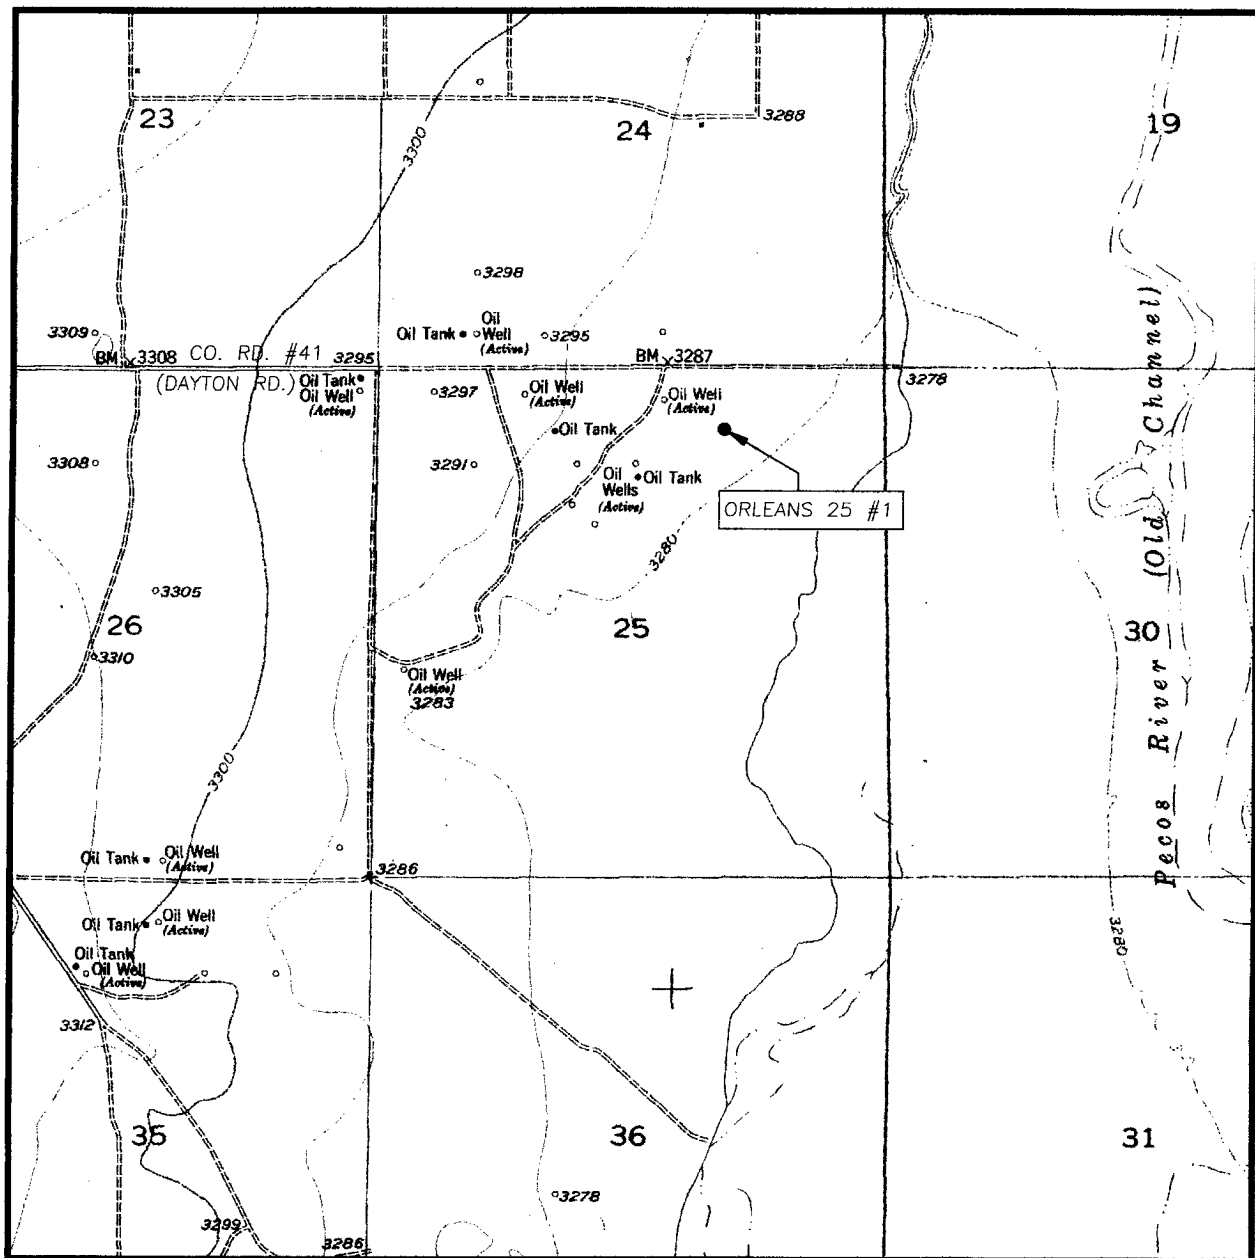 23
24
3288
19
3300
3298
3309
Oil Tank
Oil
Well
(Active)
3295
BM 3308
CO. RD. #41
(DAYTON RD.)
3295
BM 3287
3278
Oil Tank
Oil Well
(Active)
3297
Oil Well
(Active)
Oil Well
(Active)
Oil Tank
3308
3291
Oil
Wells
(Active)
Oil Tank
ORLEANS 25 #1
3280
Pecos River (Old Channel)
3305
26
25
30
3310
Oil Well
(Active)
3283
3300
Oil Tank
Oil Well
(Active)
3286
Oil Tank
Oil Well
(Active)
Oil Tank
Oil Well
(Active)
3280
3312
35
36
31
3278
3299
3286